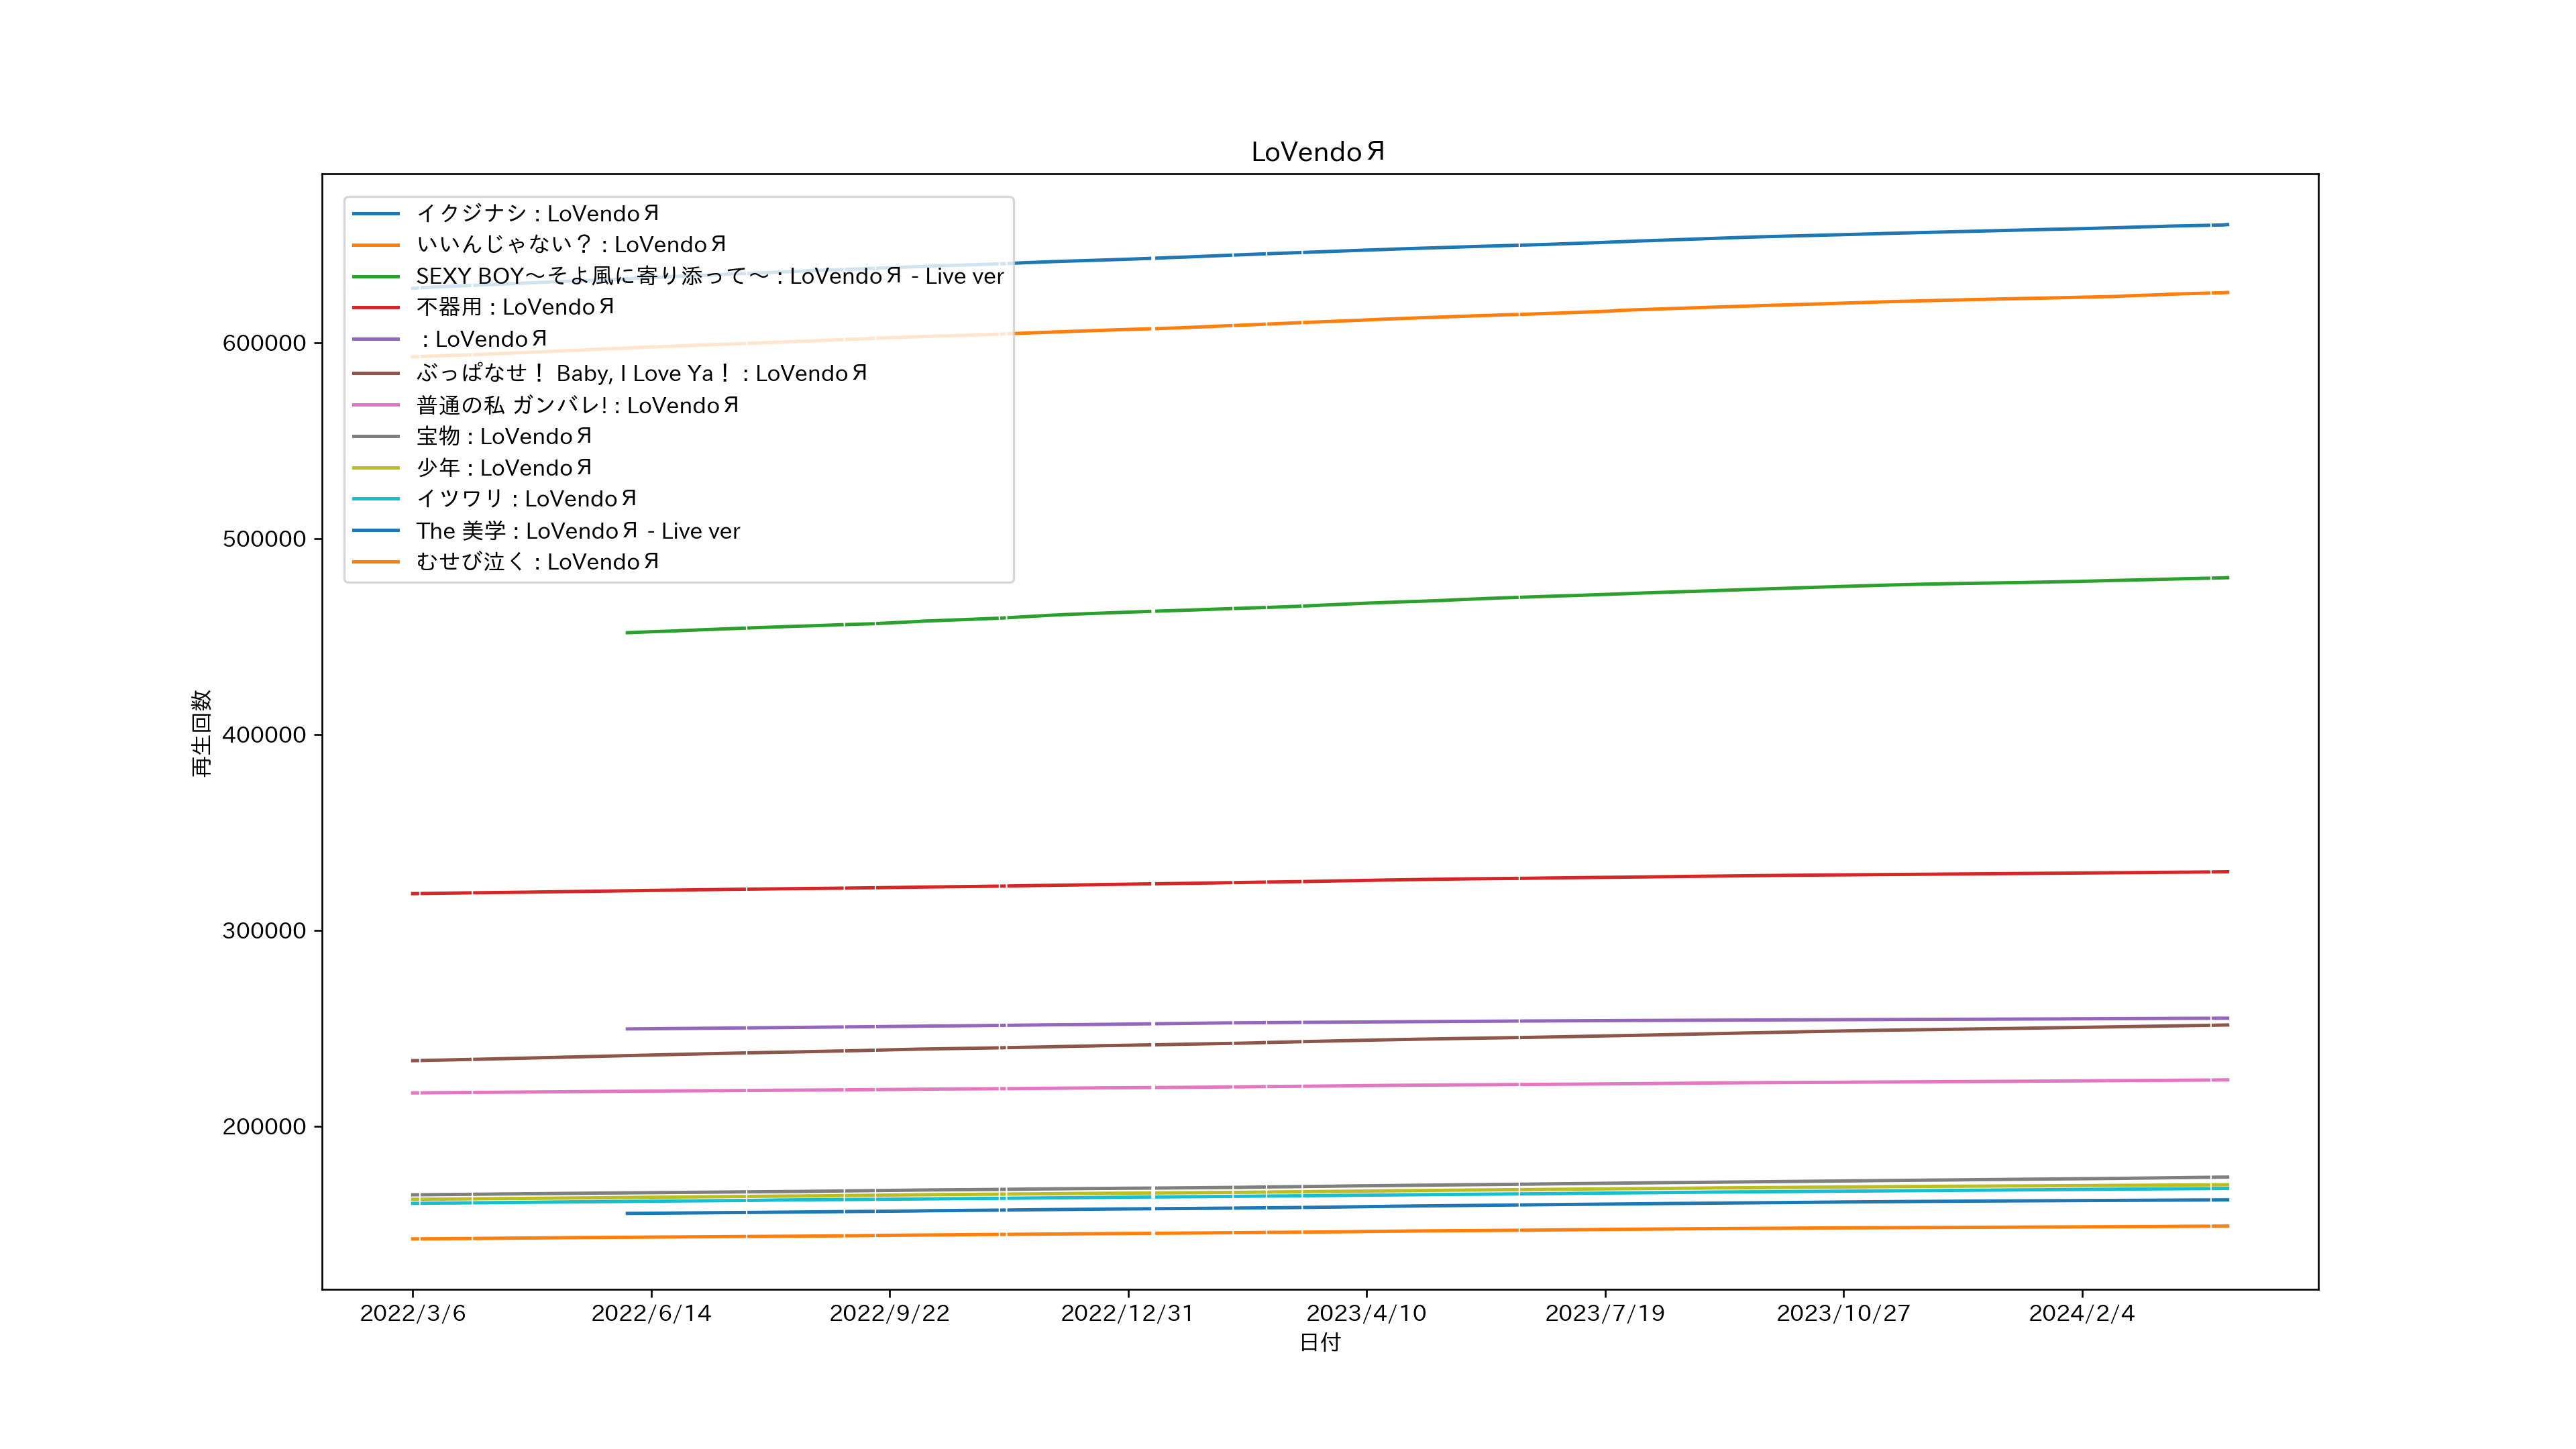 LoVendoЯ
イクジナシ : LoVendoЯ
いいんじゃない？ : LoVendoЯ
SEXY BOY～そよ風に寄り添って～ : LoVendoЯ - Live ver
不器用 : LoVendoЯ
: LoVendoЯ
ぶっぱなせ！ Baby, I Love Ya！ : LoVendoЯ
普通の私 ガンバレ! : LoVendoЯ
宝物 : LoVendoЯ
少年 : LoVendoЯ
イツワリ : LoVendoЯ
The 美学 : LoVendoЯ - Live ver
むせび泣く : LoVendoЯ
600000
500000
400000
300000
200000
再生回数
2022/3/6
2022/6/14
2022/9/22
2022/12/31
2023/4/10
2023/7/19
2023/10/27
2024/2/4
日付